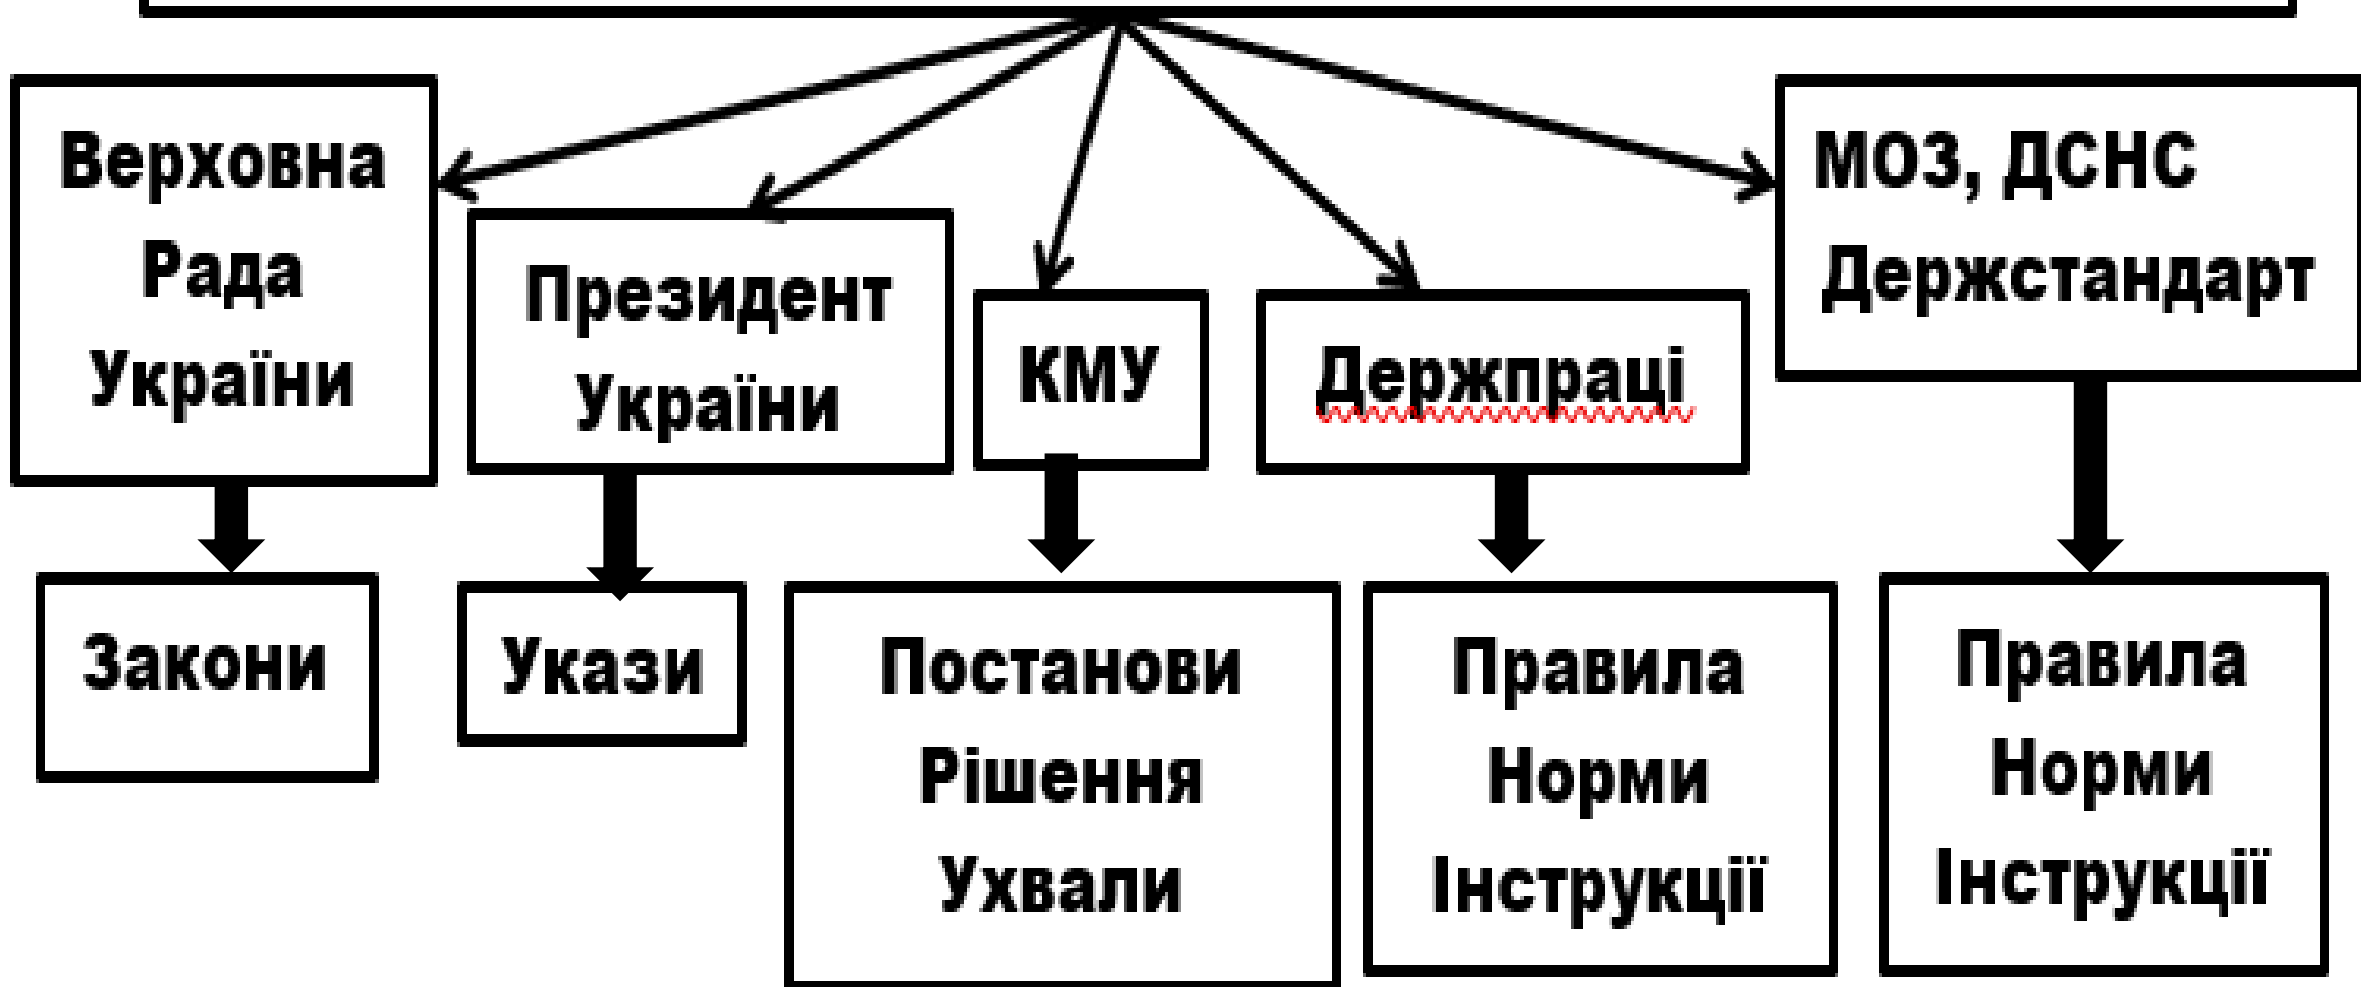 Верховна
Рада
України
Президент
України
КМУ
Держпраці
МОЗ, ДСНС
Держстандарт
Закони
Укази
Постанови
Рішення
Ухвали
Правила
Норми
Інструкції
Правила
Норми
Інструкції